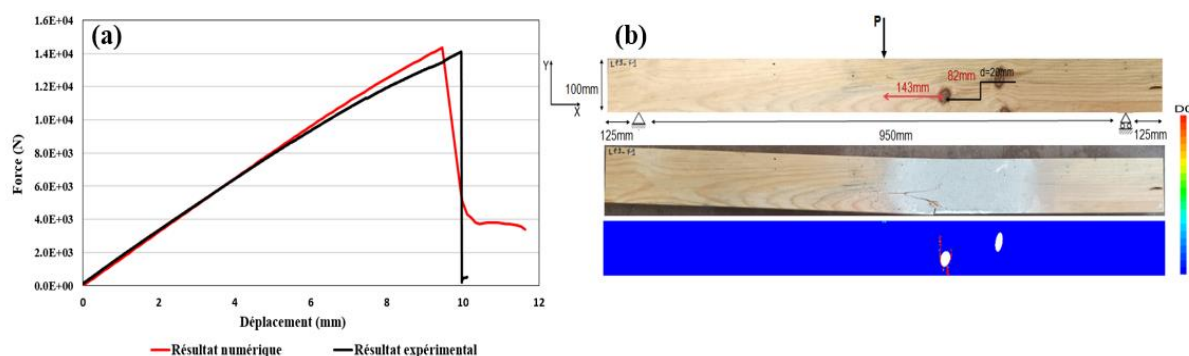 (a)
1.6E+04
1.4E+04
1.2E+04
1.0E+04
8.0E+03
6.0E+03
4.0E+03
2.0E+03
0.0E+00
Force (N)
0 2 4 6 8 10 12
Déplacement (mm)
Résultat numérique Résultat expérimental
(b)
P
Y
X
100mm
143mm
82mm
d=20mm
125mm
950mm
125mm